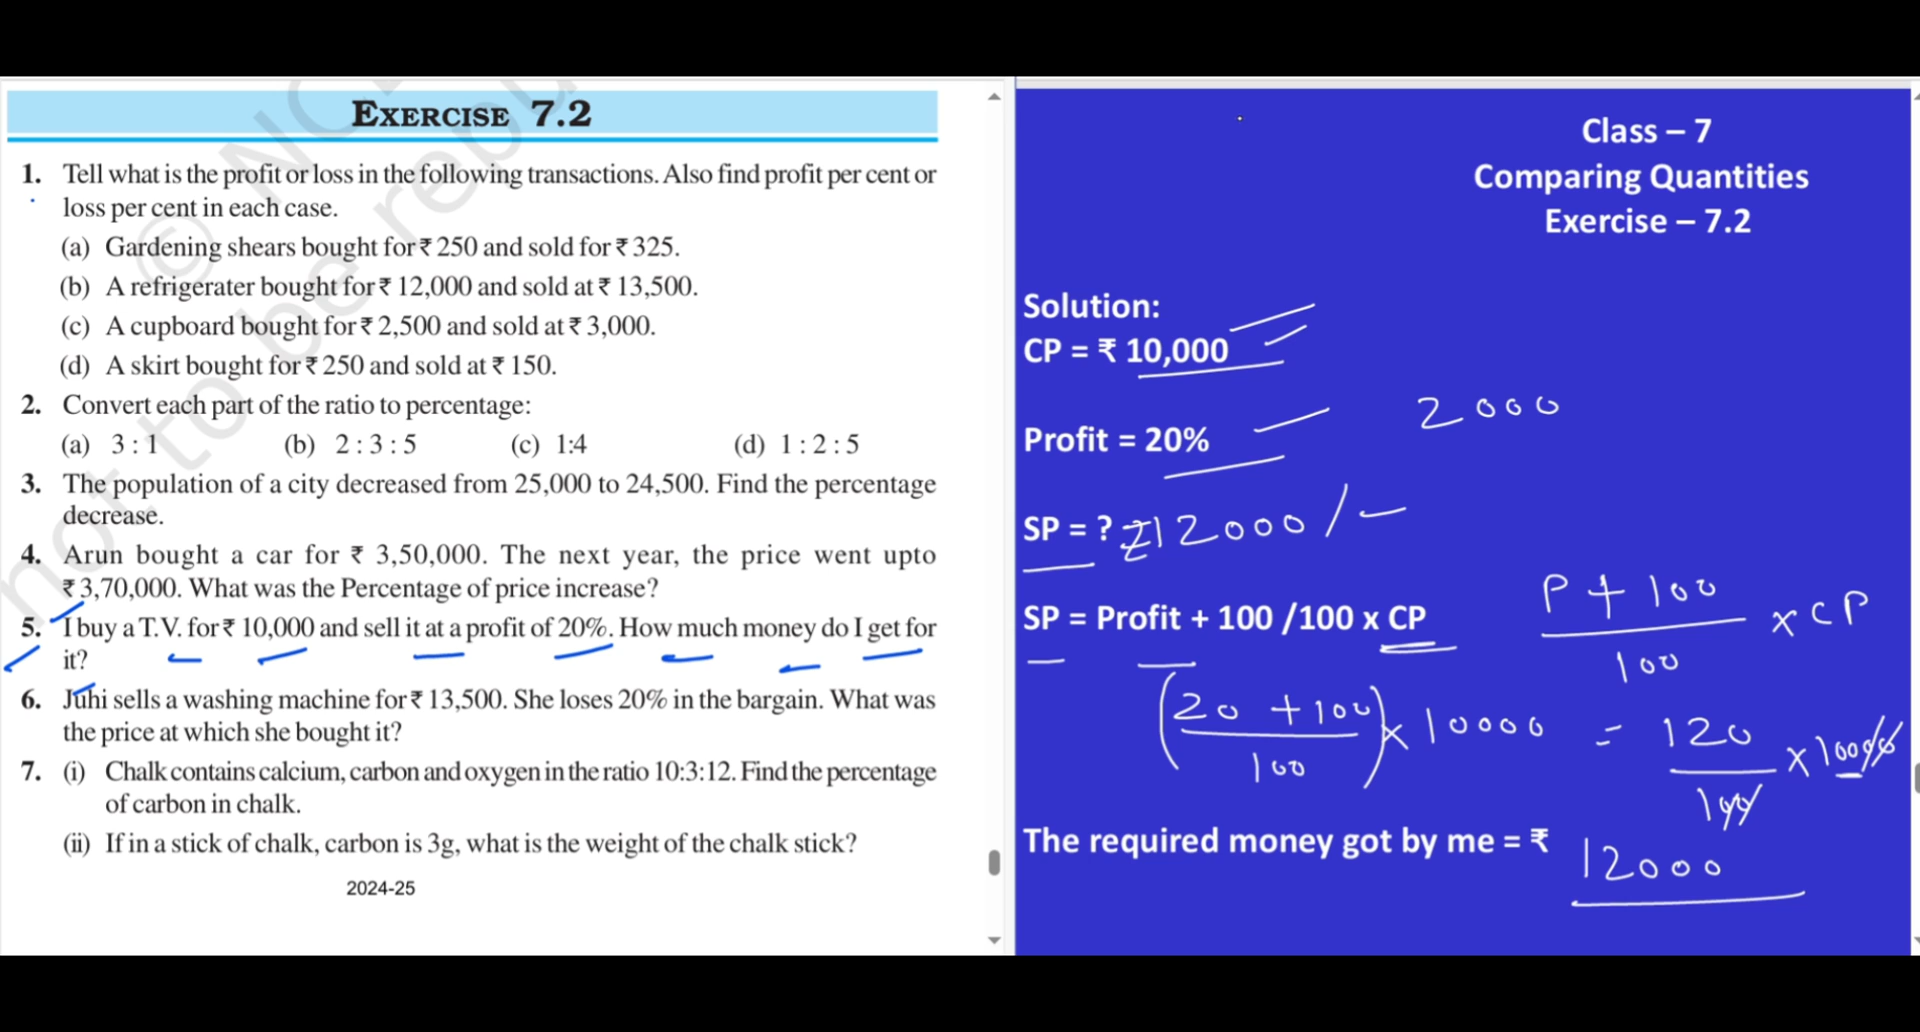 EXERCISE 7.2
1. Tell what is the profit or loss in the following transactions. Also find profit per cent or
loss per cent in each case.
(a) Gardening shears bought for ₹ 250 and sold for ₹ 325.
(b) A refrigerater bought for ₹ 12,000 and sold at ₹ 13,500.
(c) A cupboard bought for ₹ 2,500 and sold at ₹ 3,000.
(d) A skirt bought for ₹ 250 and sold at ₹ 150.
2. Convert each part of the ratio to percentage:
(a) 3 : 1 (b) 2 : 3 : 5 (c) 1:4 (d) 1 : 2 : 5
3. The population of a city decreased from 25,000 to 24,500. Find the percentage
decrease.
4. Arun bought a car for ₹ 3,50,000. The next year, the price went upto
₹ 3,70,000. What was the Percentage of price increase?
5. I buy a T.V. for ₹ 10,000 and sell it at a profit of 20%. How much money do I get for
it?
6. Juhi sells a washing machine for ₹ 13,500. She loses 20% in the bargain. What was
the price at which she bought it?
7. (i) Chalk contains calcium, carbon and oxygen in the ratio 10:3:12. Find the percentage
of carbon in chalk.
(ii) If in a stick of chalk, carbon is 3g, what is the weight of the chalk stick?
2024-25
not to be repu
© NC
Class – 7
Comparing Quantities
Exercise – 7.2
Solution:
CP = ₹ 10,000
2000
Profit = 20%
SP = ? ₹12000/-
SP = Profit + 100 /100 x CP
P + 100
x CP
100
(20 + 100) x 10000 = 120 x 10000
100 100
The required money got by me = ₹ 12000